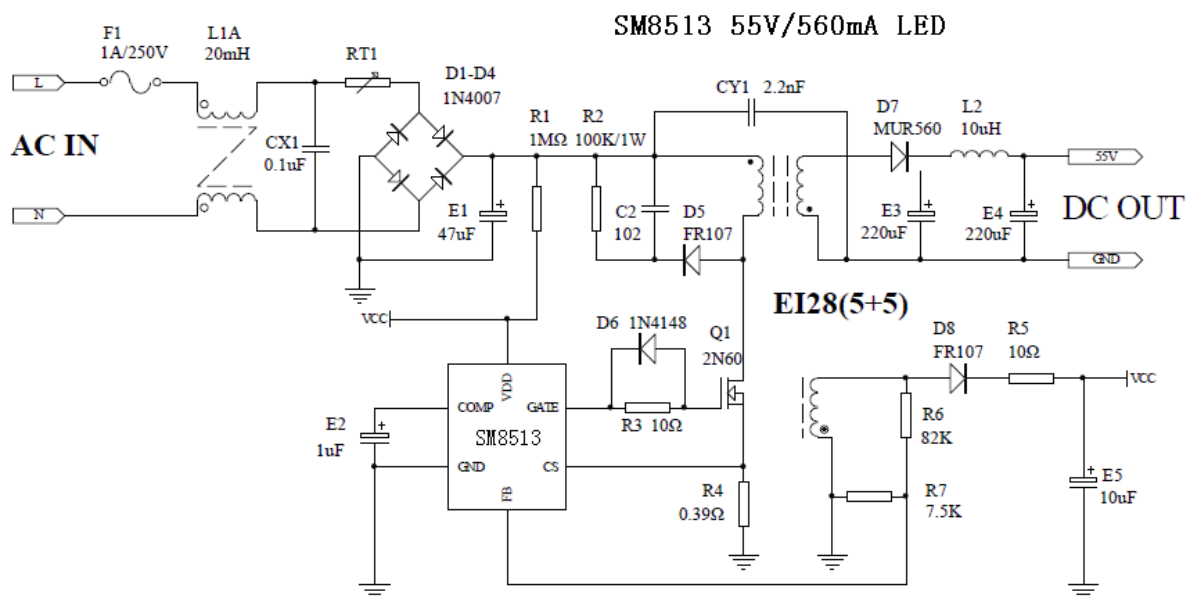 SM8513 55V/560mA LED
F1
1A/250V
L1A
20mH
RT1
D1-D4
1N4007
CY1 2.2nF
D7
MUR560
L2
10uH
L
AC IN
N
CX1
0.1uF
R1
1MΩ
R2
100K/1W
55V
E1
47uF
C2
102
D5
FR107
E3
220uF
E4
220uF
DC OUT
GND
EI28(5+5)
VCC
D6 1N4148
Q1
2N60
D8
FR107
R5
10Ω
VCC
VDD
COMP
GATE
R3 10Ω
SM8513
E2
1uF
GND
CS
FB
R4
0.39Ω
R6
82K
R7
7.5K
E5
10uF